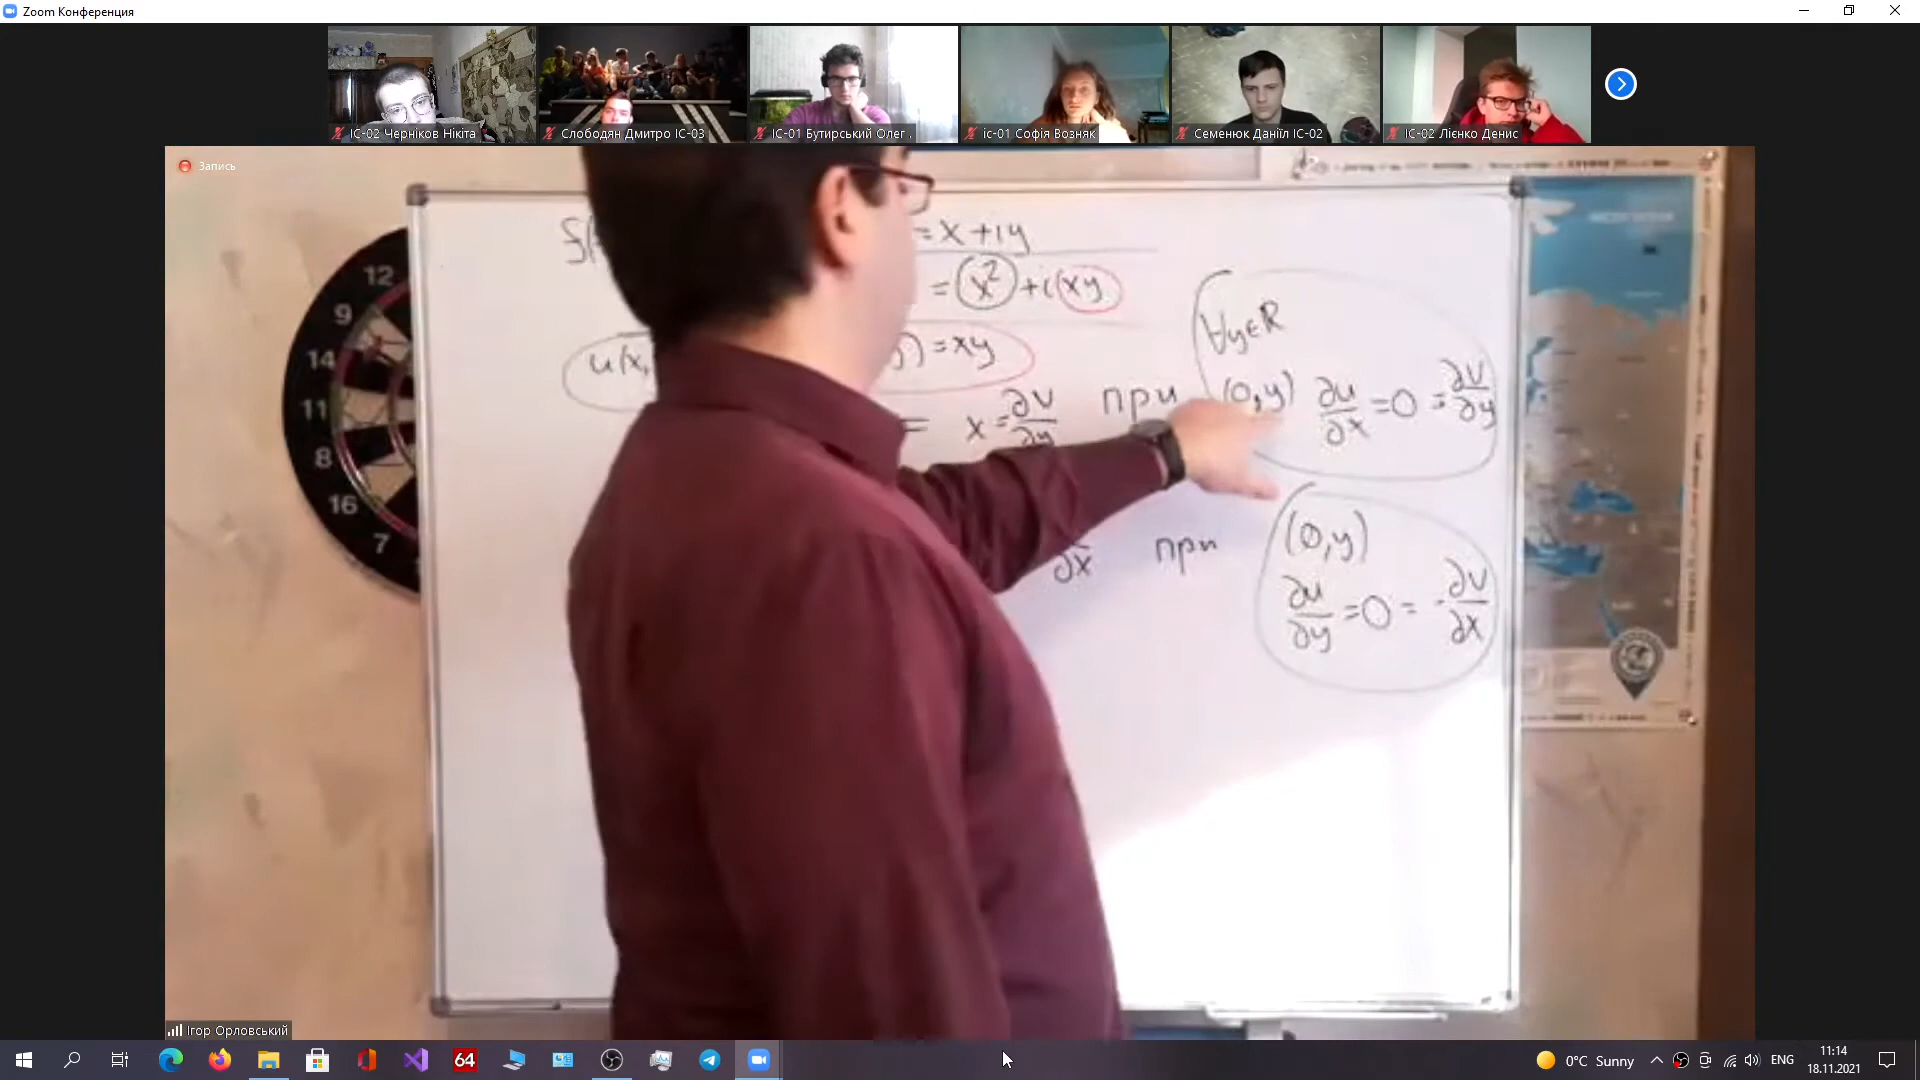 Zoom Конференция
ІС-02 Черніков Нікіта
Слободян Дмитро ІС-03
ІС-01 Бутирський Олег .
іс-01 Софія Возняк
Семенюк Даніїл ІС-02
ІС-02 Лієнко Денис
Запись
= x + iy
= x² + i(xy
∀y∈R
u(x,
) = xy
(0,y) ∂u/∂x = 0 = ∂v/∂y
= x = ∂v/∂y при
∂x при
(0,y)
∂u/∂y = 0 = -∂v/∂x
12
9
14
11
8
16
7
Ігор Орловський
64
0°C Sunny
ENG
11:14
18.11.2021